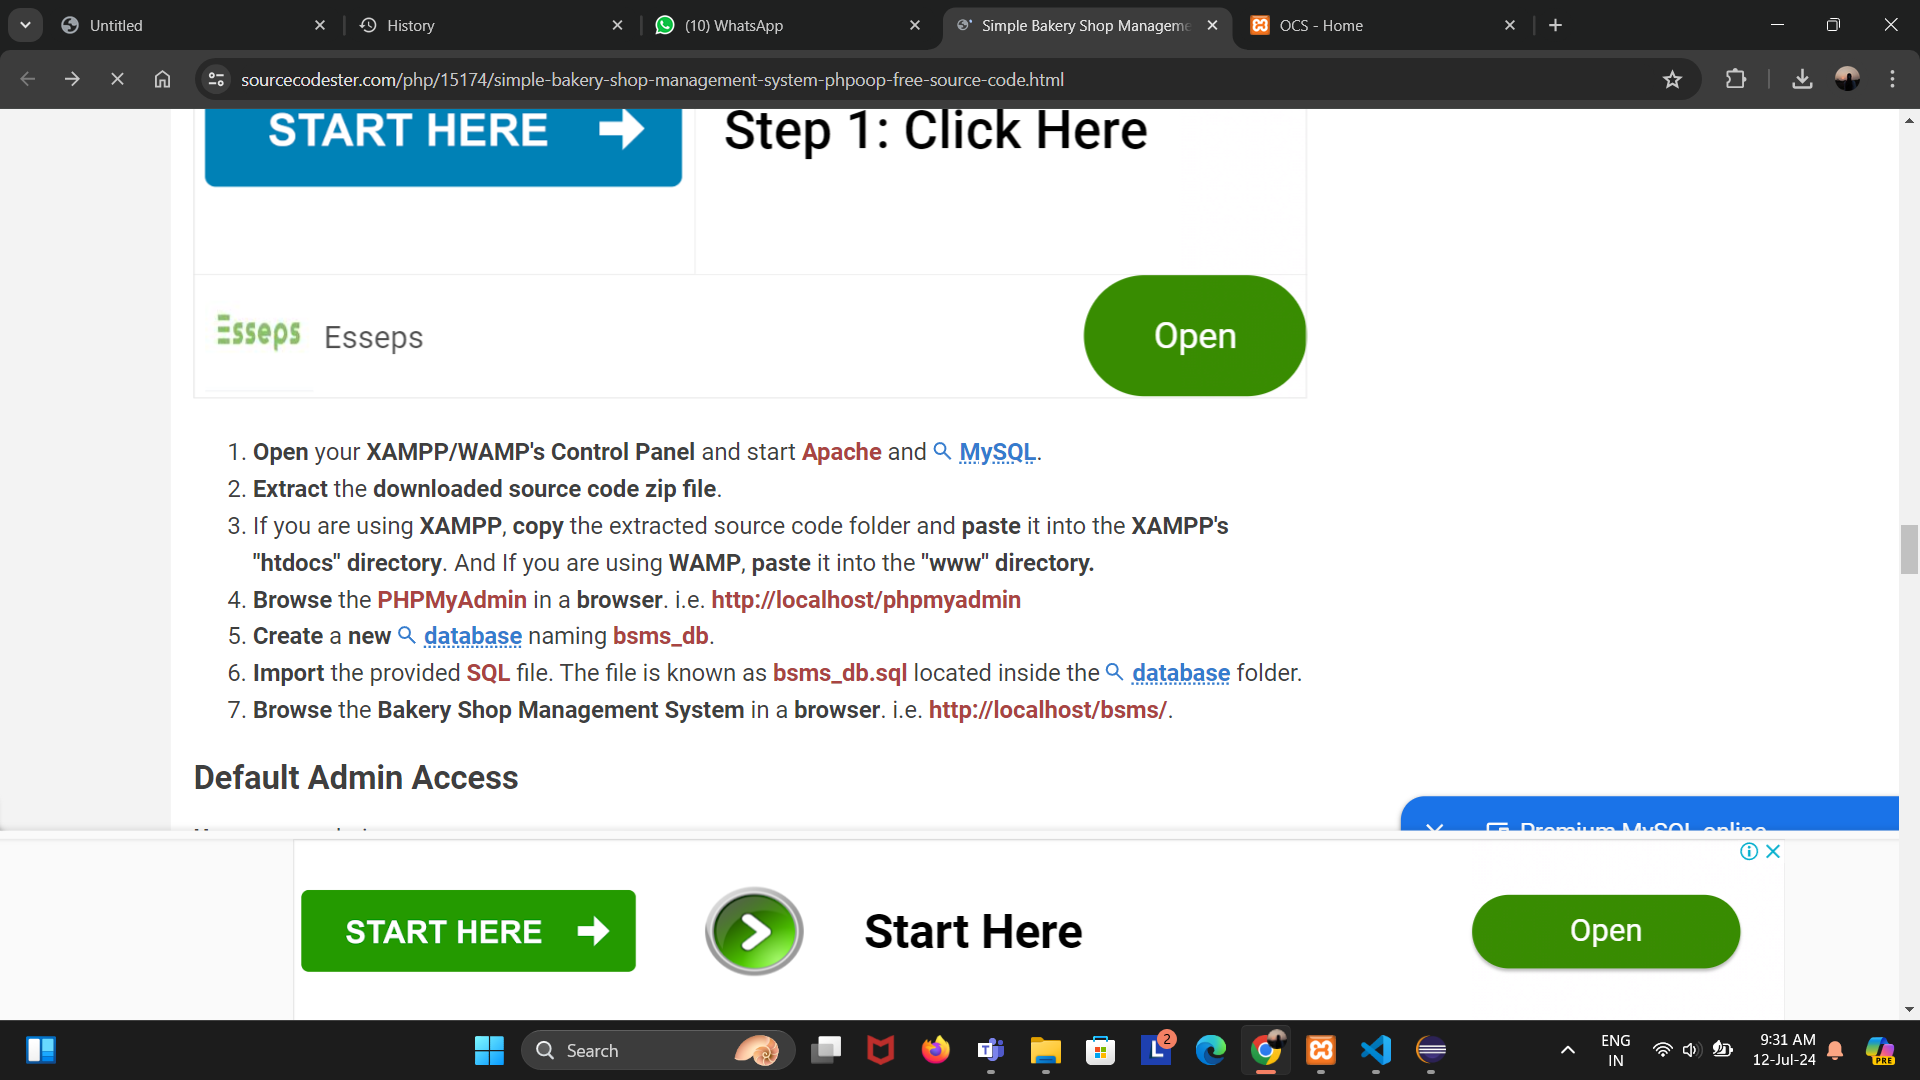 Untitled
History
(10) WhatsApp
Simple Bakery Shop Manageme
OCS - Home
sourcecodester.com/php/15174/simple-bakery-shop-management-system-phpoop-free-source-code.html
START HERE
Step 1: Click Here
Esseps
Esseps
Open
1. Open your XAMPP/WAMP's Control Panel and start Apache and MySQL.
2. Extract the downloaded source code zip file.
3. If you are using XAMPP, copy the extracted source code folder and paste it into the XAMPP's
"htdocs" directory. And If you are using WAMP, paste it into the "www" directory.
4. Browse the PHPMyAdmin in a browser. i.e. http://localhost/phpmyadmin
5. Create a new database naming bsms_db.
6. Import the provided SQL file. The file is known as bsms_db.sql located inside the database folder.
7. Browse the Bakery Shop Management System in a browser. i.e. http://localhost/bsms/.
Default Admin Access
Premium MySQL online
START HERE
Start Here
Open
Search
2
ENG
IN
9:31 AM
12-Jul-24
PRE